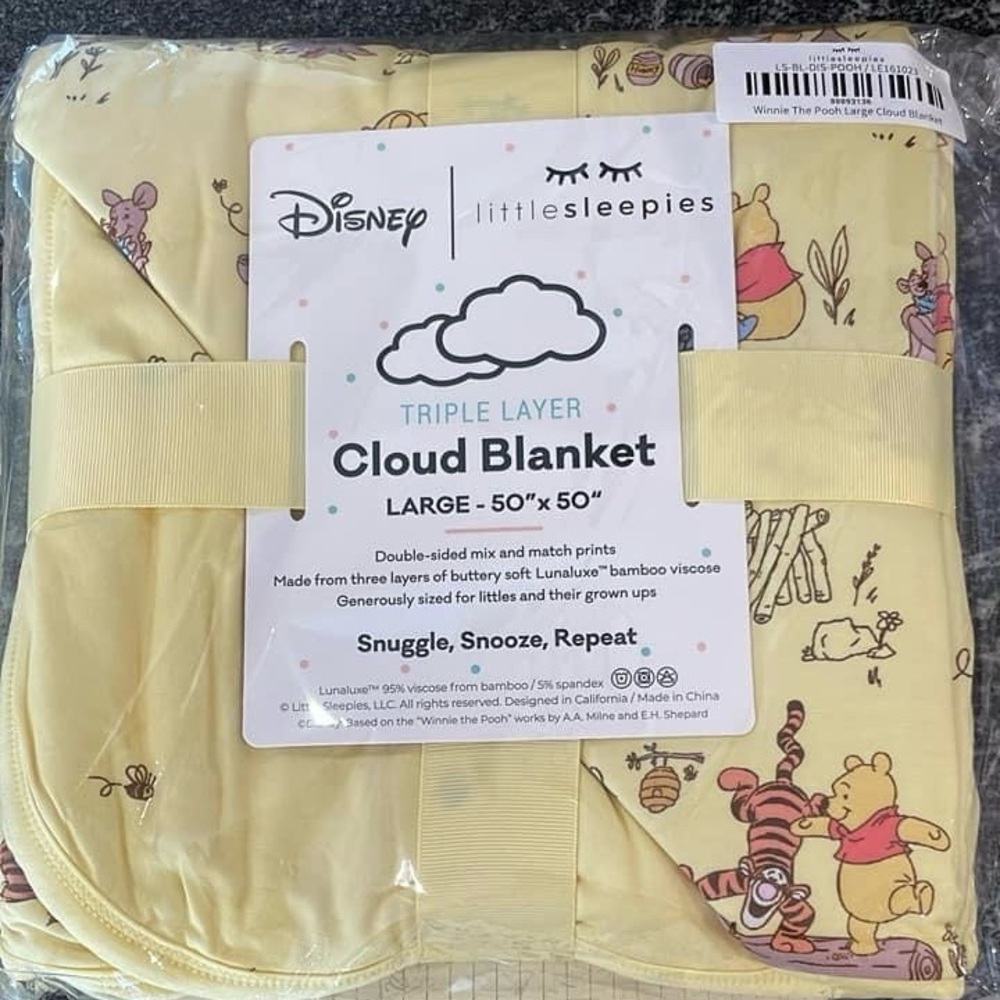 littlesleepies
LS-BL-DIS-POOH / LE161021
Winnie The Pooh Large Cloud Blanket
Disney
littlesleepies
TRIPLE LAYER
Cloud Blanket
LARGE - 50"x 50"
Double-sided mix and match prints
Made from three layers of buttery soft Lunaluxe™ bamboo viscose
Generously sized for littles and their grown ups
Snuggle, Snooze, Repeat
Lunaluxe™ 95% viscose from bamboo / 5% spandex
© Little Sleepies, LLC. All rights reserved. Designed in California / Made in China
© Disney Based on the "Winnie the Pooh" works by A.A. Milne and E.H. Shepard